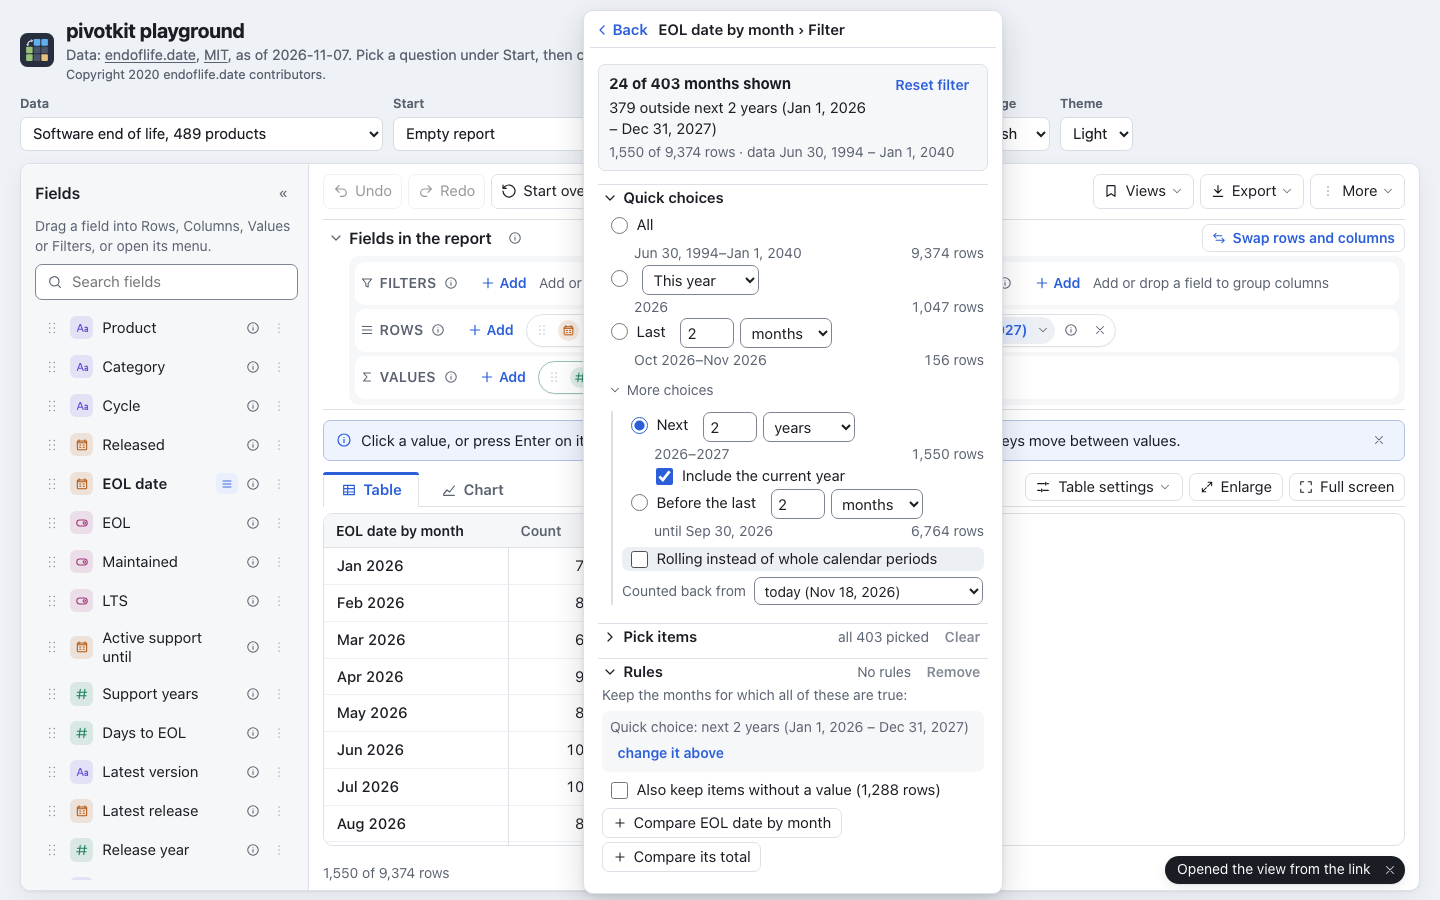 pivotkit playground
Data: endoflife.date, MIT, as of 2026-11-07. Pick a question under Start, then c
Copyright 2020 endoflife.date contributors.
Data
Start
ge
Theme
Software end of life, 489 products
Empty report
sh
Light
Fields
«
Drag a field into Rows, Columns, Values
or Filters, or open its menu.
Search fields
Aa Product
Aa Category
Aa Cycle
Released
EOL date
EOL
Maintained
LTS
Active support
until
Support years
Days to EOL
Aa Latest version
Latest release
Release year
Undo
Redo
Start ove
Views
Export
More
Fields in the report
Swap rows and columns
FILTERS
+ Add
Add or
+ Add
Add or drop a field to group columns
ROWS
+ Add
027)
VALUES
+ Add
Click a value, or press Enter on it
eys move between values.
Table
Chart
Table settings
Enlarge
Full screen
EOL date by month
Count
Jan 2026
7
Feb 2026
8
Mar 2026
6
Apr 2026
9
May 2026
8
Jun 2026
10
Jul 2026
10
Aug 2026
8
1,550 of 9,374 rows
Back
EOL date by month › Filter
24 of 403 months shown
Reset filter
379 outside next 2 years (Jan 1, 2026
– Dec 31, 2027)
1,550 of 9,374 rows · data Jun 30, 1994 – Jan 1, 2040
Quick choices
All
Jun 30, 1994–Jan 1, 2040
9,374 rows
This year
2026
1,047 rows
Last
2
months
Oct 2026–Nov 2026
156 rows
More choices
Next
2
years
2026–2027
1,550 rows
Include the current year
Before the last
2
months
until Sep 30, 2026
6,764 rows
Rolling instead of whole calendar periods
Counted back from
today (Nov 18, 2026)
Pick items
all 403 picked
Clear
Rules
No rules
Remove
Keep the months for which all of these are true:
Quick choice: next 2 years (Jan 1, 2026 – Dec 31, 2027)
change it above
Also keep items without a value (1,288 rows)
+ Compare EOL date by month
+ Compare its total
Opened the view from the link